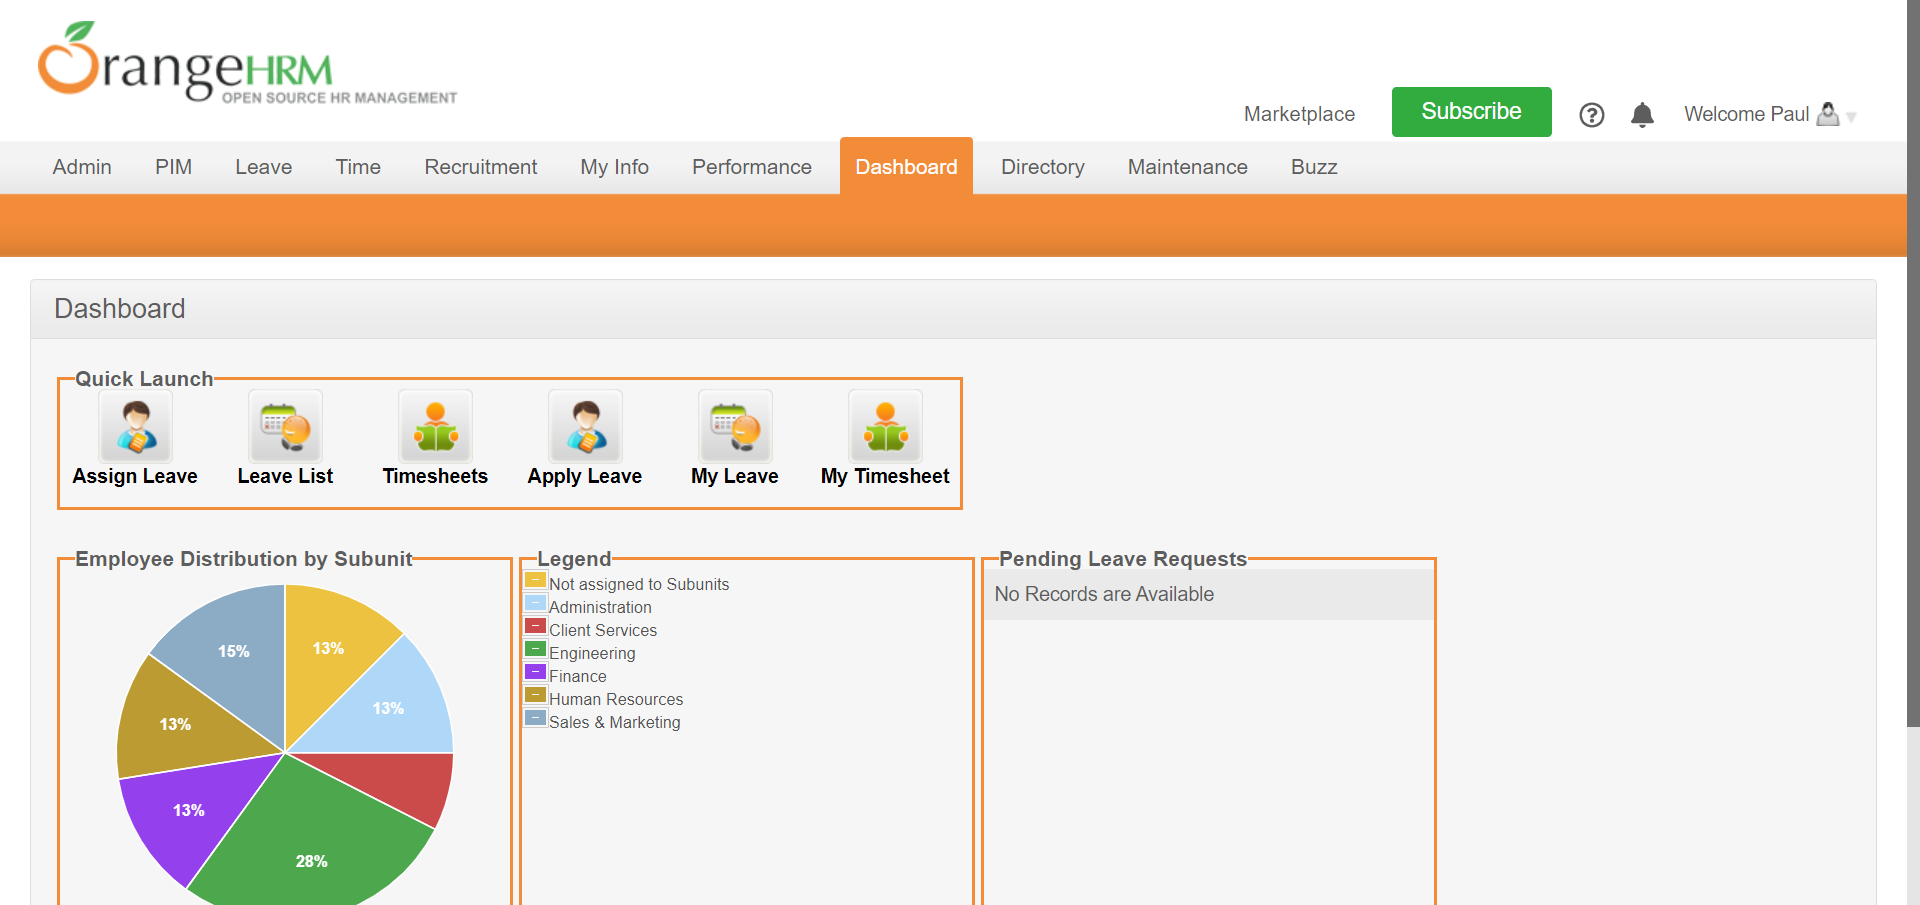 OrangeHRM
OPEN SOURCE HR MANAGEMENT
Marketplace Subscribe Welcome Paul
Admin PIM Leave Time Recruitment My Info Performance Dashboard Directory Maintenance Buzz
Dashboard
Quick Launch
Assign Leave Leave List Timesheets Apply Leave My Leave My Timesheet
Employee Distribution by Subunit
15%
13%
13%
13%
13%
28%
Legend
Not assigned to Subunits
Administration
Client Services
Engineering
Finance
Human Resources
Sales & Marketing
Pending Leave Requests
No Records are Available